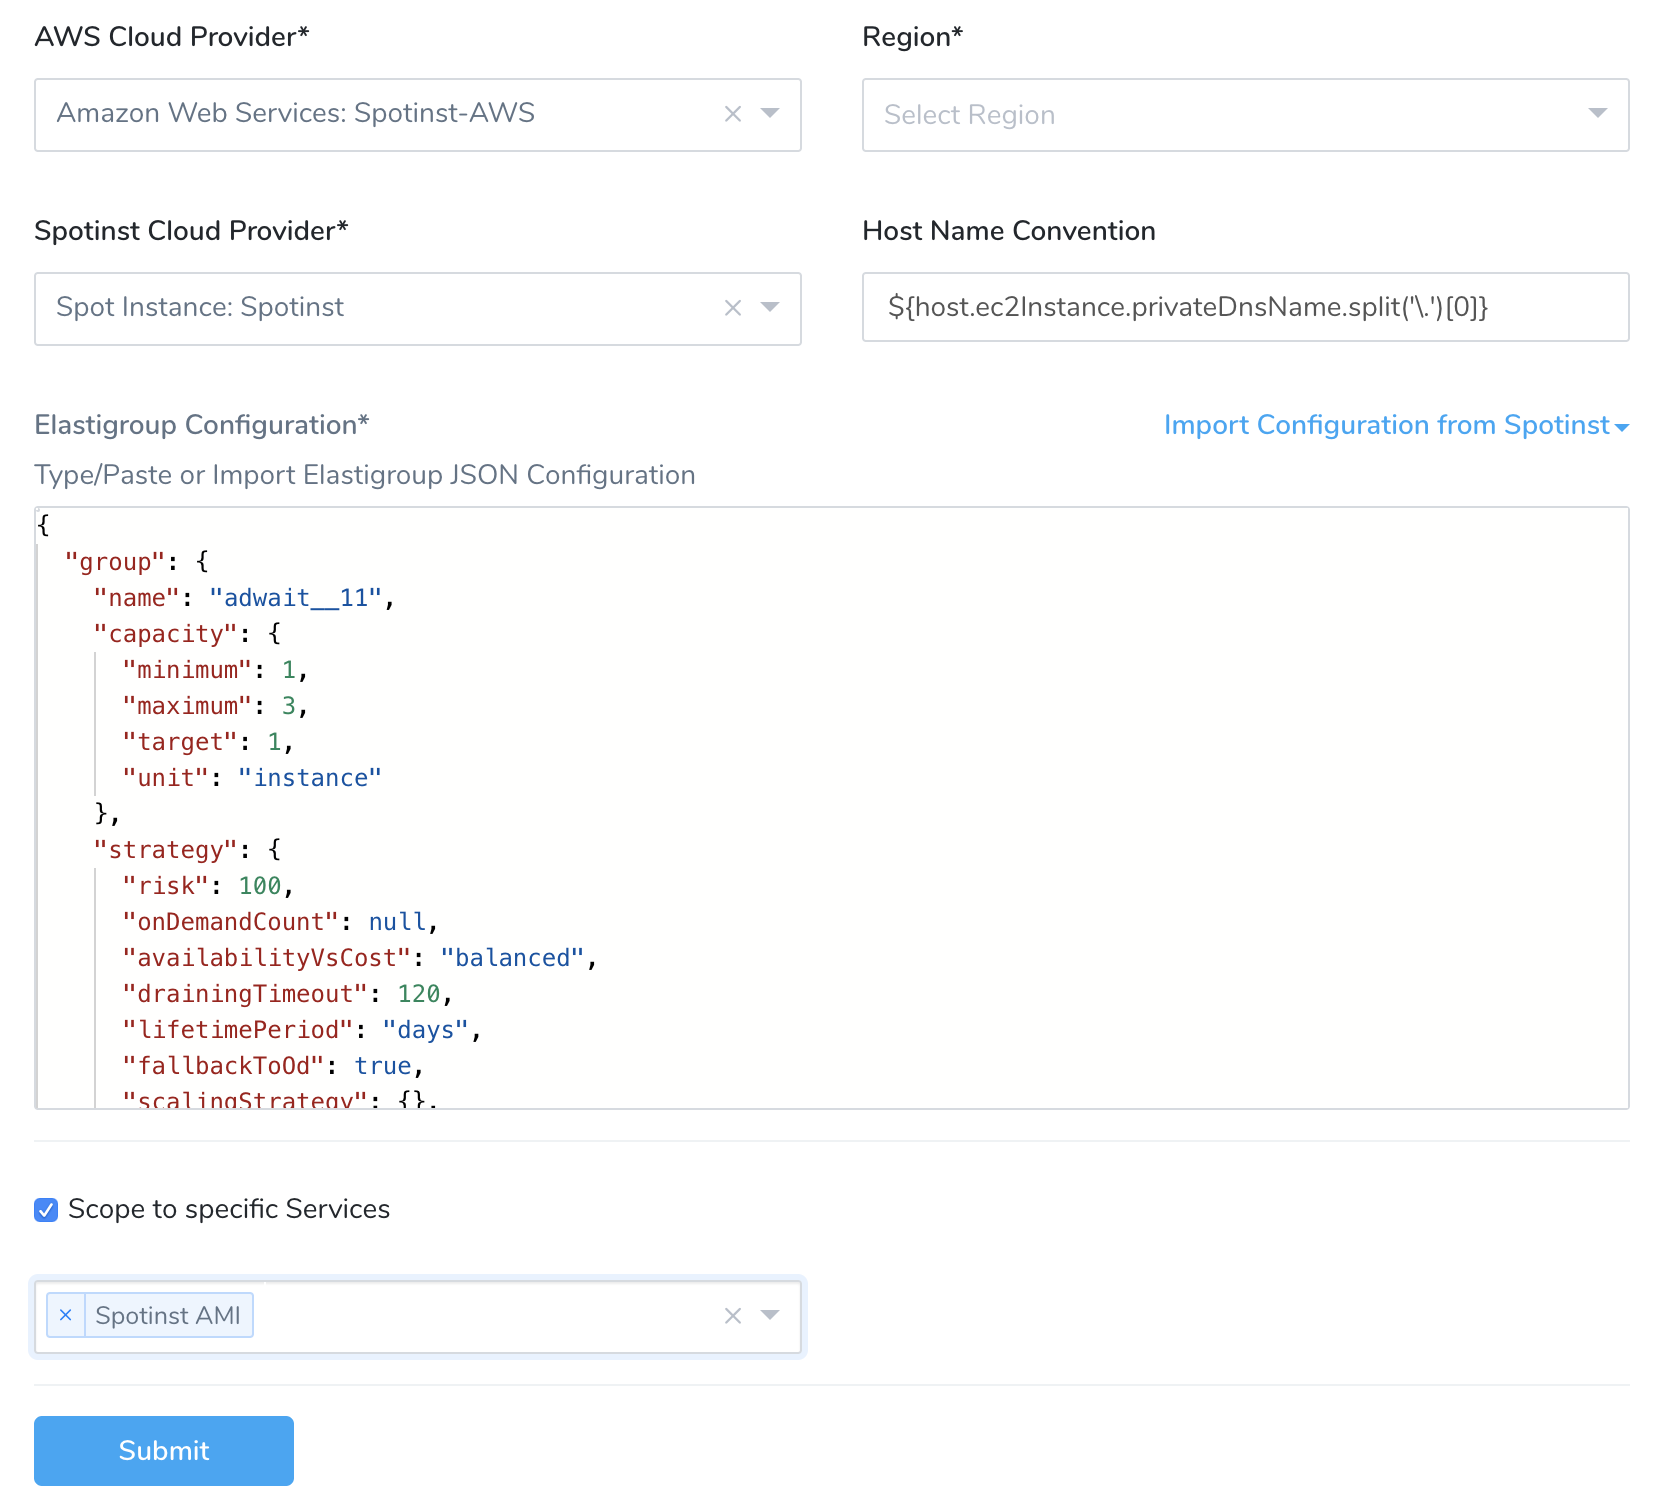 AWS Cloud Provider*
Region*
Amazon Web Services: Spotinst-AWS
Select Region
Spotinst Cloud Provider*
Host Name Convention
Spot Instance: Spotinst
${host.ec2Instance.privateDnsName.split('\.')[0]}
Elastigroup Configuration*
Import Configuration from Spotinst
Type/Paste or Import Elastigroup JSON Configuration
{
  "group": {
    "name": "adwait__11",
    "capacity": {
      "minimum": 1,
      "maximum": 3,
      "target": 1,
      "unit": "instance"
    },
    "strategy": {
      "risk": 100,
      "onDemandCount": null,
      "availabilityVsCost": "balanced",
      "drainingTimeout": 120,
      "lifetimePeriod": "days",
      "fallbackToOd": true,
      "scalingStrategy": {},
Scope to specific Services
Spotinst AMI
Submit